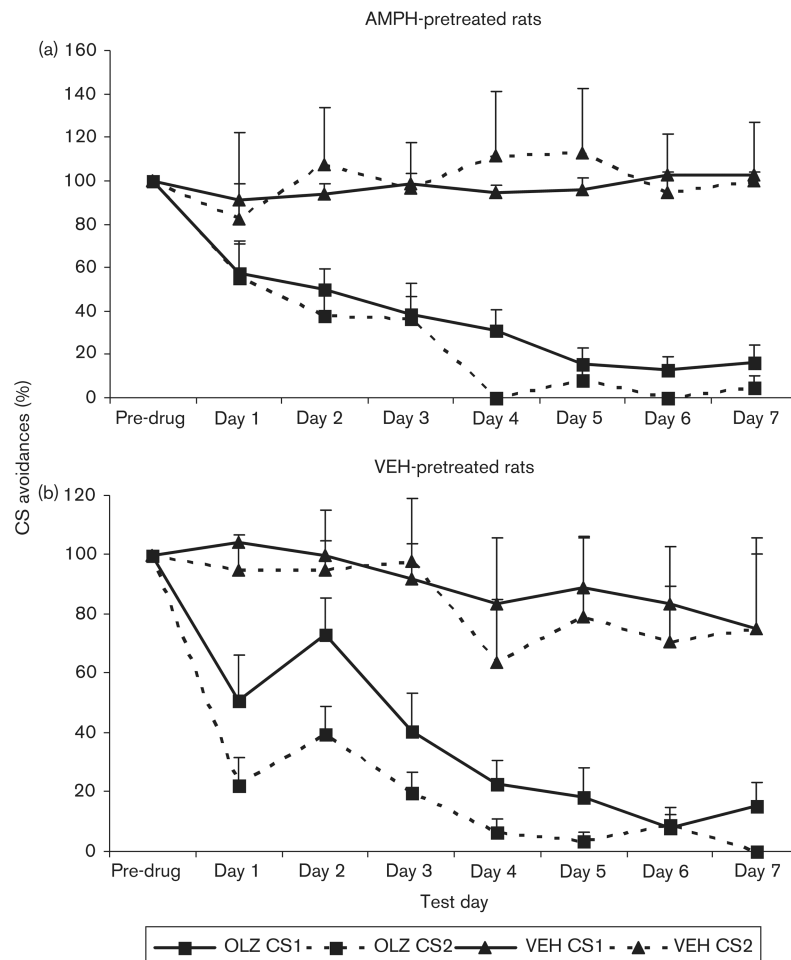 AMPH-pretreated rats
(a) 160
140
120
100
80
60
40
20
0
Pre-drug Day 1 Day 2 Day 3 Day 4 Day 5 Day 6 Day 7
CS avoidances (%)
VEH-pretreated rats
(b) 120
100
80
60
40
20
0
Pre-drug Day 1 Day 2 Day 3 Day 4 Day 5 Day 6 Day 7
Test day
OLZ CS1 OLZ CS2 VEH CS1 VEH CS2